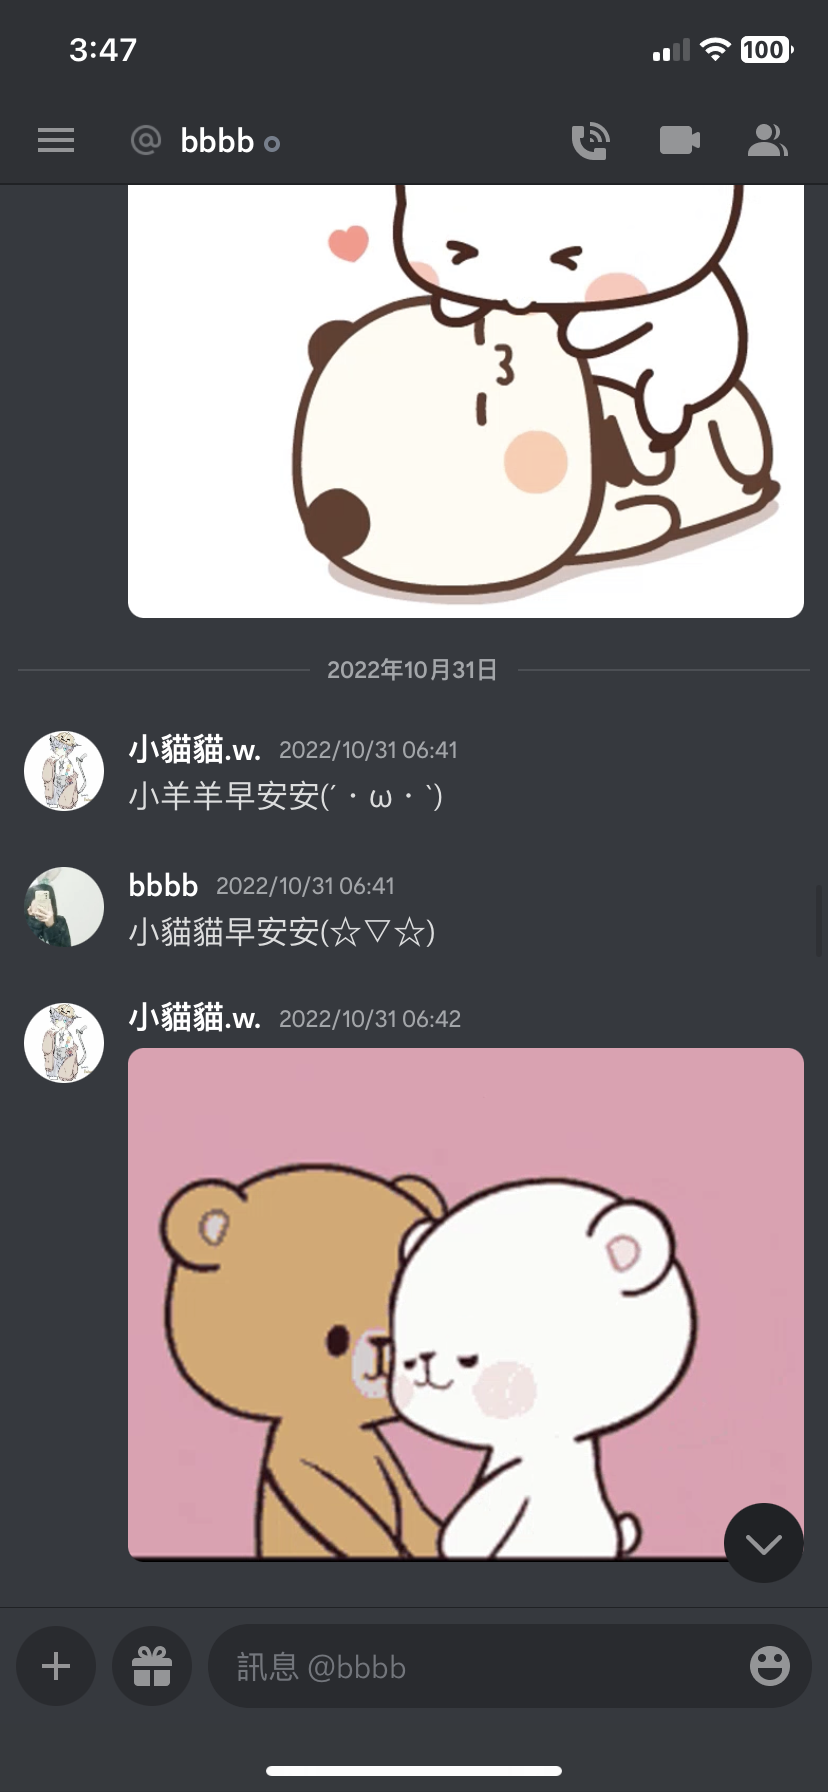 3:47
100
@ bbbb
2022年10月31日
小貓貓.w. 2022/10/31 06:41
小羊羊早安安(´・ω・`)
bbbb 2022/10/31 06:41
小貓貓早安安(☆▽☆)
小貓貓.w. 2022/10/31 06:42
訊息 @bbbb